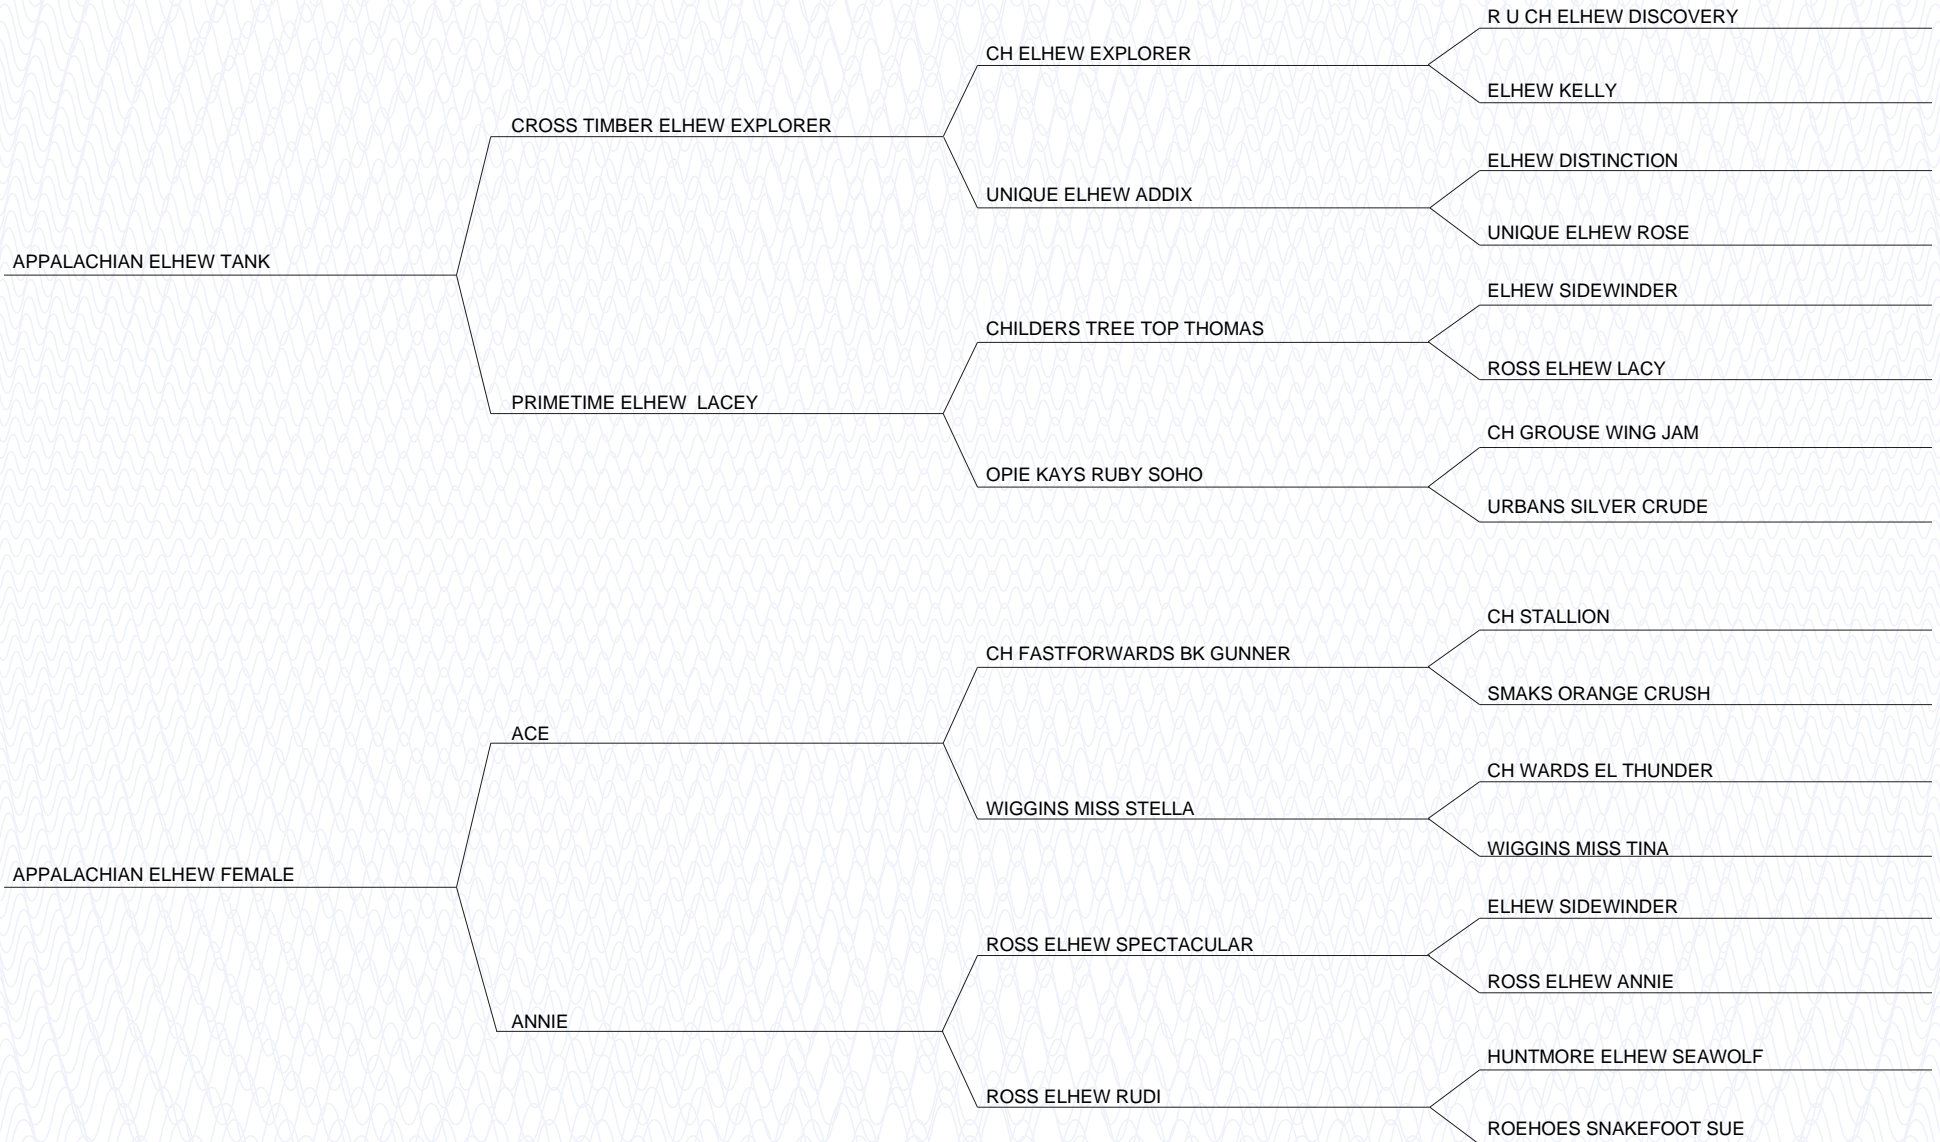 R U CH ELHEW DISCOVERY
CH ELHEW EXPLORER
ELHEW KELLY
CROSS TIMBER ELHEW EXPLORER
ELHEW DISTINCTION
UNIQUE ELHEW ADDIX
UNIQUE ELHEW ROSE
APPALACHIAN ELHEW TANK
ELHEW SIDEWINDER
CHILDERS TREE TOP THOMAS
ROSS ELHEW LACY
PRIMETIME ELHEW  LACEY
CH GROUSE WING JAM
OPIE KAYS RUBY SOHO
URBANS SILVER CRUDE
CH STALLION
CH FASTFORWARDS BK GUNNER
SMAKS ORANGE CRUSH
ACE
CH WARDS EL THUNDER
WIGGINS MISS STELLA
WIGGINS MISS TINA
APPALACHIAN ELHEW FEMALE
ELHEW SIDEWINDER
ROSS ELHEW SPECTACULAR
ROSS ELHEW ANNIE
ANNIE
HUNTMORE ELHEW SEAWOLF
ROSS ELHEW RUDI
ROEHOES SNAKEFOOT SUE